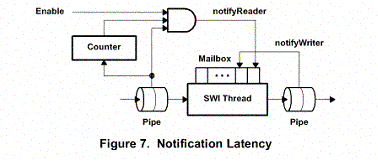 Enable
notifyReader
Counter
notifyWriter
Mailbox
SWI Thread
Pipe
Pipe
Figure 7. Notification Latency